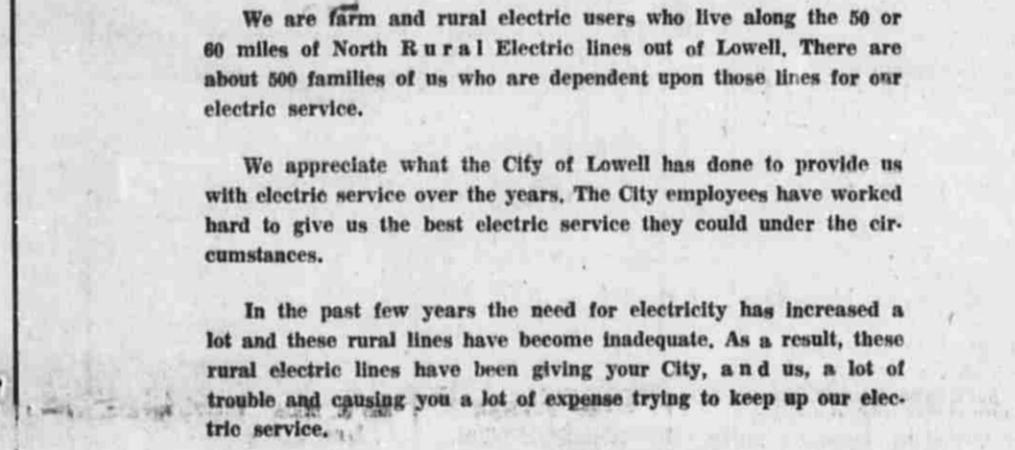 We are farm and rural electric users who live along the 50 or
60 miles of North Rural Electric lines out of Lowell. There are
about 500 families of us who are dependent upon those lines for our
electric service.
We appreciate what the City of Lowell has done to provide us
with electric service over the years. The City employees have worked
hard to give us the best electric service they could under the cir-
cumstances.
In the past few years the need for electricity has increased a
lot and these rural lines have become inadequate. As a result, these
rural electric lines have been giving your City, and us, a lot of
trouble and causing you a lot of expense trying to keep up our elec-
tric service.